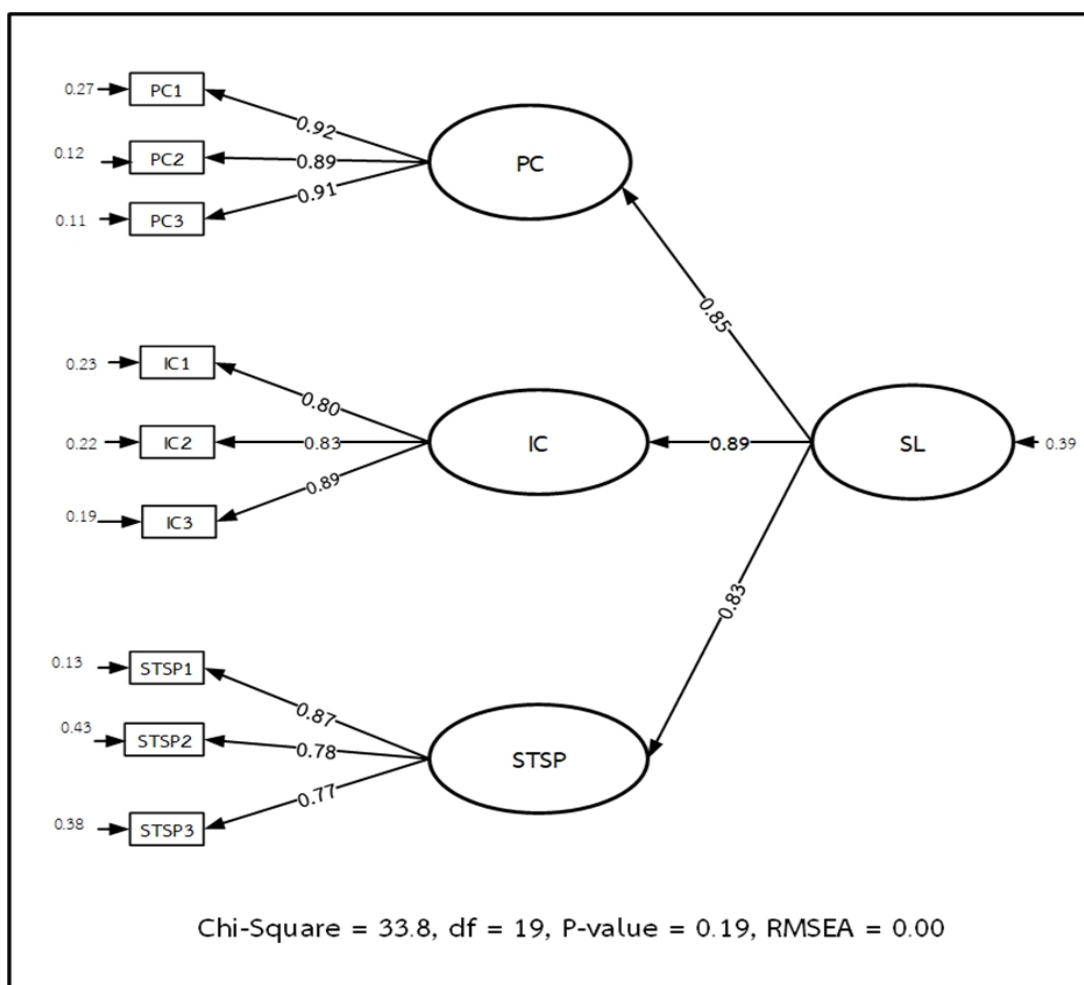 0.27
PC1
0.92
0.12
PC2
0.89
PC
0.11
PC3
0.91
0.85
0.23
IC1
0.80
0.22
IC2
0.83
IC
0.89
SL
0.39
0.19
IC3
0.89
0.83
0.13
STSP1
0.87
0.43
STSP2
0.78
STSP
0.38
STSP3
0.77
Chi-Square = 33.8, df = 19, P-value = 0.19, RMSEA = 0.00